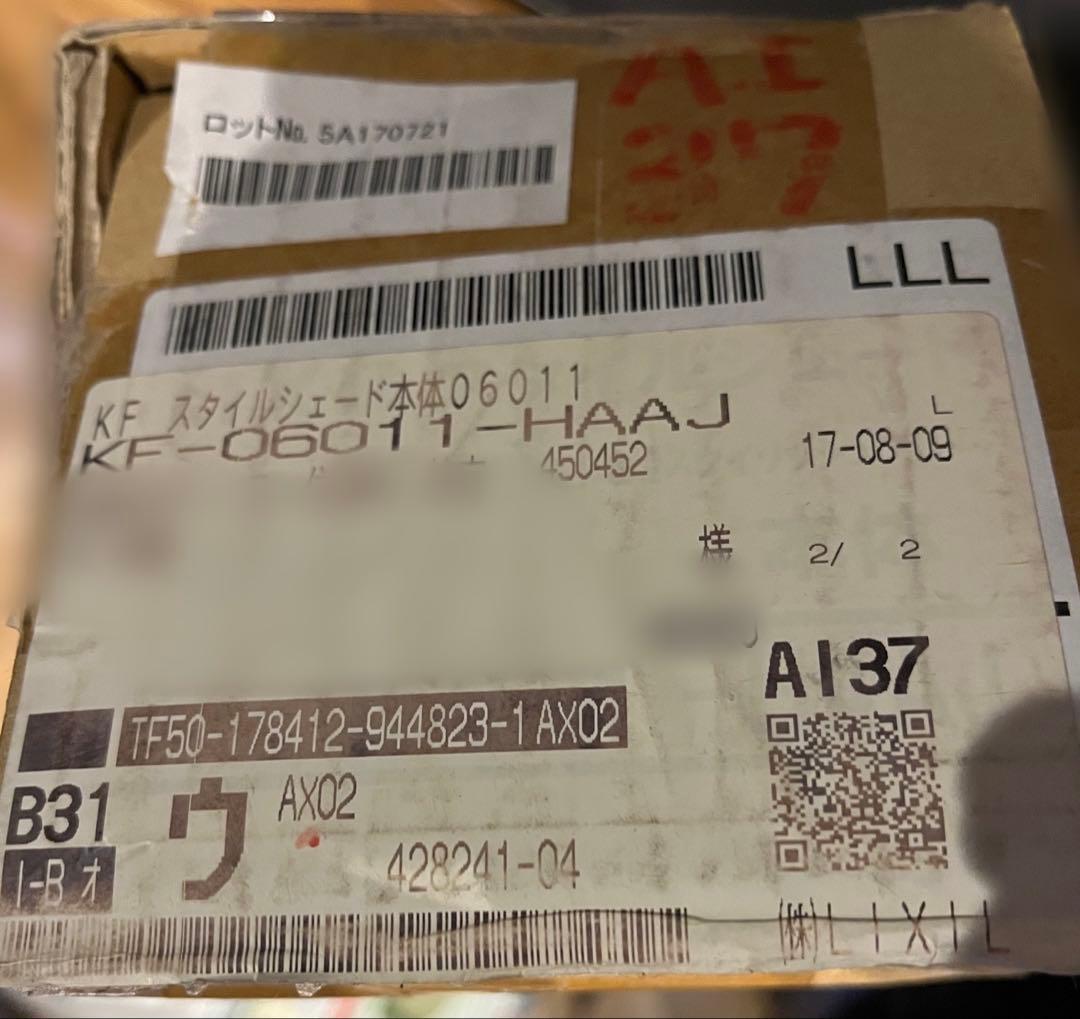 ロットNo. 5A170721
A.I
LLL
KF スタイルシェード本体06011
KF-06011-HAAJ
L
450452
17-08-09
様
2/ 2
AI37
TF50-178412-944823-1 AX02
B31
ウ
AX02
I-B オ
428241-04
㈱LIXIL